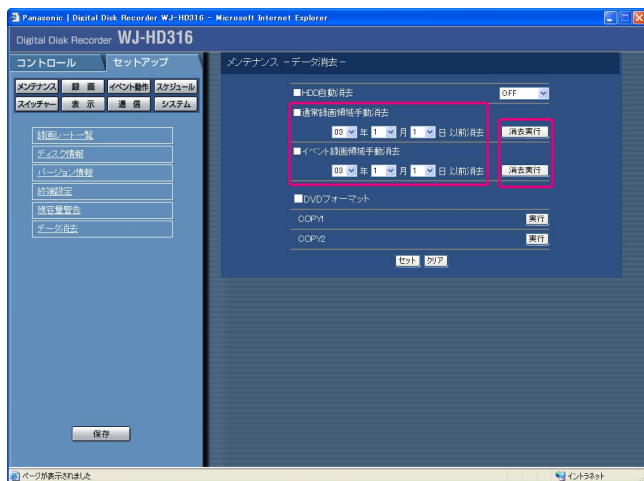 Panasonic | Digital Disk Recorder WJ-HD316 - Microsoft Internet Explorer
Digital Disk Recorder WJ-HD316
コントロール セットアップ
メンテナンス 録 画 イベント動作 スケジュール
スイッチャー 表 示 通 信 システム
録画レート一覧
ディスク情報
バージョン情報
終端設定
残容量警告
データ消去
保存
メンテナンス －データ消去－
■HDD自動消去 OFF
■通常録画領域手動消去
03 年 1 月 1 日 以前消去 消去実行
■イベント録画領域手動消去
03 年 1 月 1 日 以前消去 消去実行
■DVDフォーマット
COPY1 実行
COPY2 実行
セット クリア
ページが表示されました イントラネット